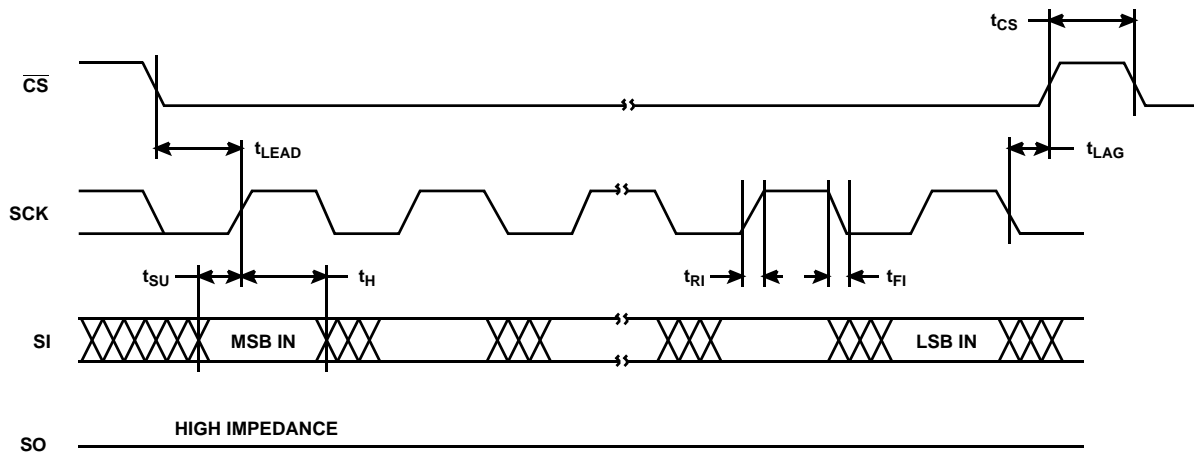 tCS
CS
tLEAD
tLAG
SCK
tSU
tH
tRI
tFI
SI
MSB IN
LSB IN
HIGH IMPEDANCE
SO